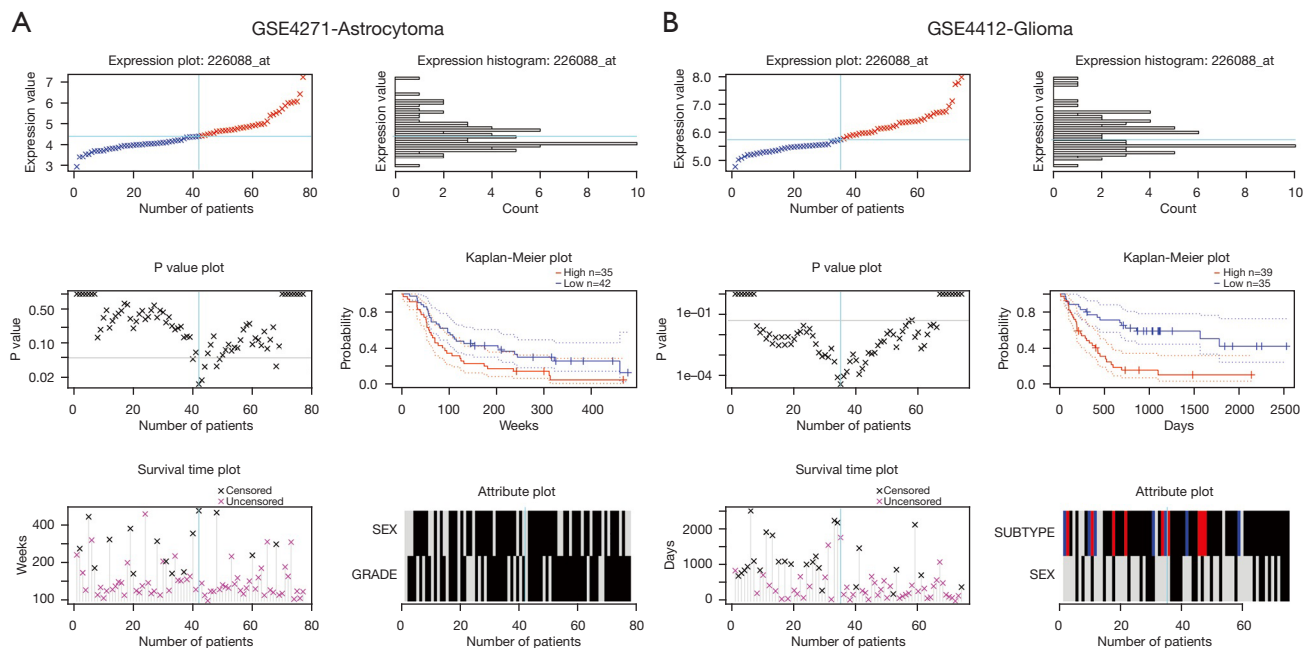 A
GSE4271-Astrocytoma
Expression plot: 226088_at
Expression value
7
6
5
4
3
0 20 40 60 80
Number of patients
Expression histogram: 226088_at
Expression value
0 2 4 6 8 10
Count
P value plot
P value
0.50
0.10
0.02
0 20 40 60 80
Number of patients
Kaplan-Meier plot
High n=35
Low n=42
Probability
0.8
0.4
0.0
0 100 200 300 400
Weeks
Survival time plot
Censored
Uncensored
Weeks
400
200
100
0 20 40 60 80
Number of patients
Attribute plot
SEX
GRADE
0 20 40 60 80
Number of patients
B
GSE4412-Glioma
Expression plot: 226088_at
Expression value
8.0
7.0
6.0
5.0
0 20 40 60
Number of patients
Expression histogram: 226088_at
Expression value
0 2 4 6 8 10
Count
P value plot
P value
1e−01
1e−04
0 20 40 60
Number of patients
Kaplan-Meier plot
High n=39
Low n=35
Probability
0.8
0.4
0.0
0 500 1000 1500 2000 2500
Days
Survival time plot
Censored
Uncensored
Days
2000
1000
0
0 20 40 60
Number of patients
Attribute plot
SUBTYPE
SEX
0 20 40 60
Number of patients